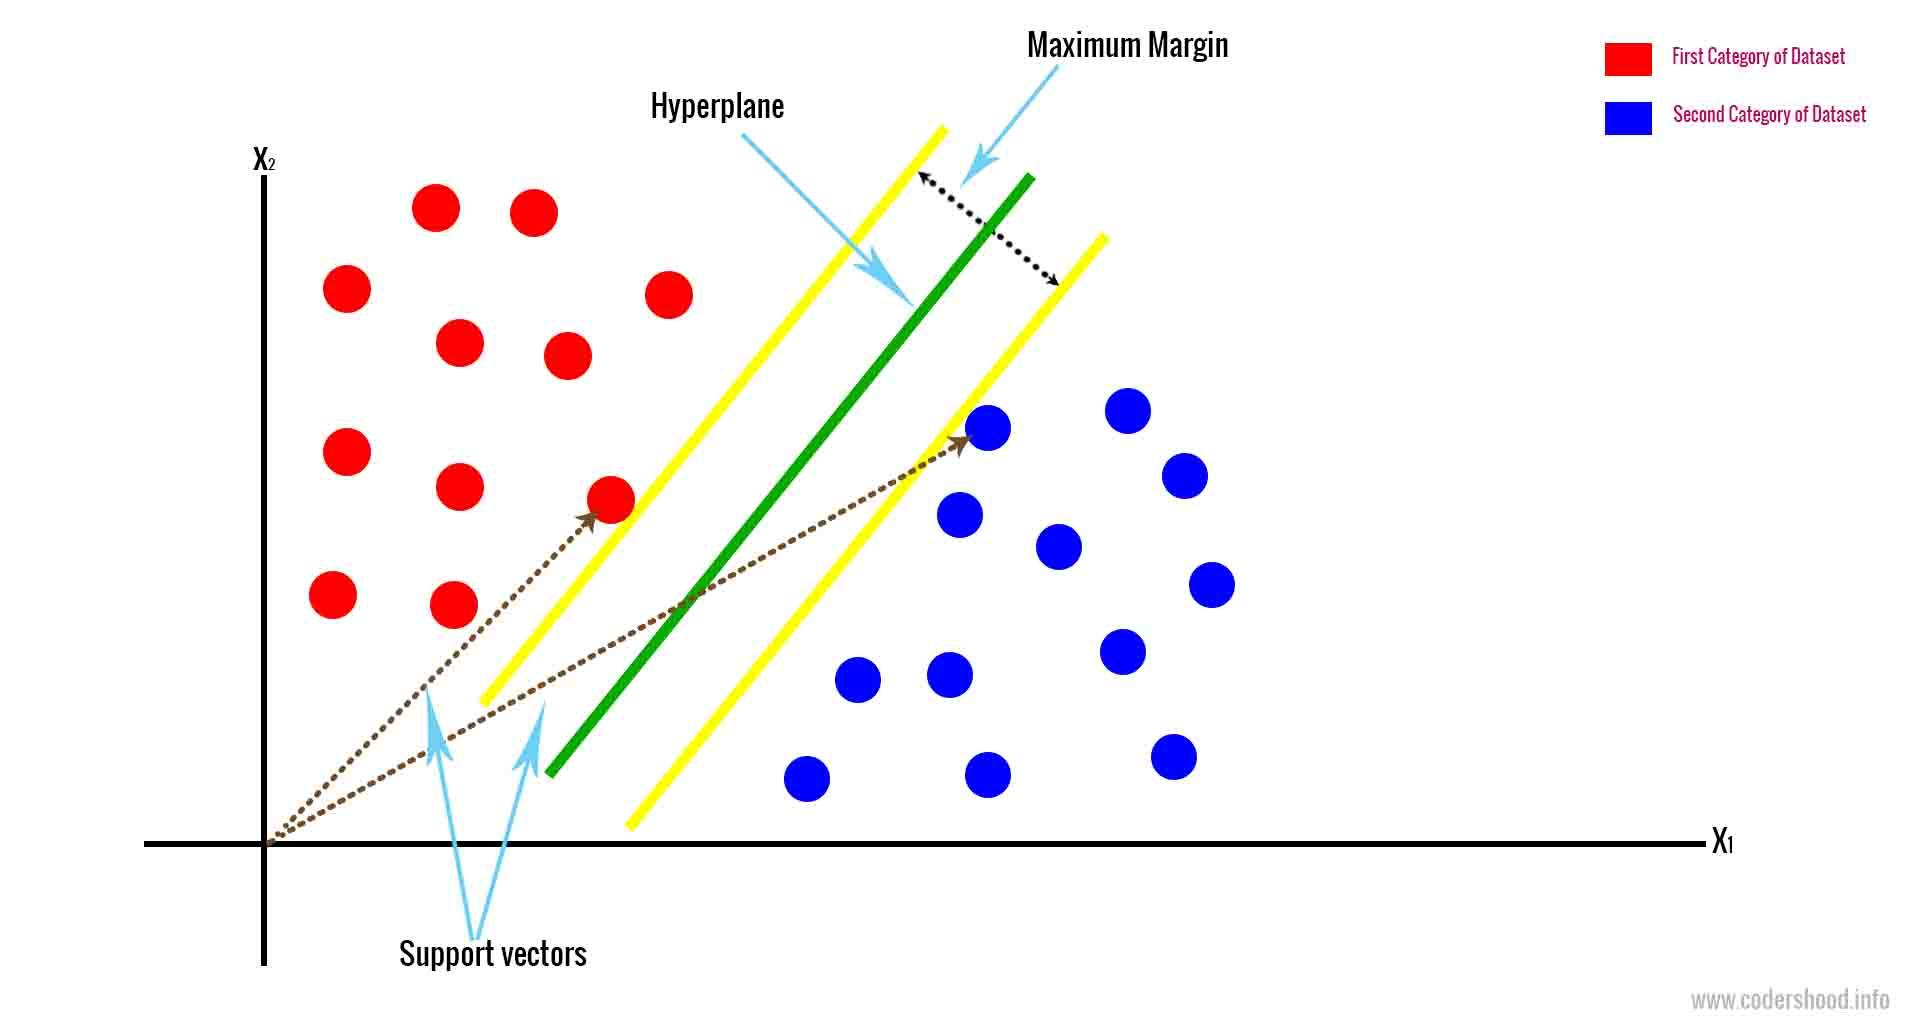 Maximum Margin
First Category of Dataset
Hyperplane
Second Category of Dataset
X2
X1
Support vectors
www.codershood.info